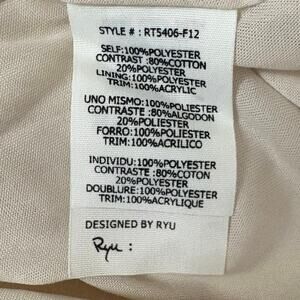 STYLE # : RT5406-F12
SELF:100%POLYESTER
CONTRAST :80%COTTON
20%POLYESTER
LINING:100%POLYESTER
TRIM:100%ACRYLIC
UNO MISMO:100%POLIESTER
CONTRASTE :80%ALGODON
20%POLIESTER
FORRO:100%POLIESTER
TRIM:100%ACRILICO
INDIVIDU:100%POLYESTER
CONTRASTE :80%COTON
20%POLYESTER
DOUBLURE:100%POLYESTER
TRIM:100%ACRYLIQUE
DESIGNED BY RYU
Ryu :